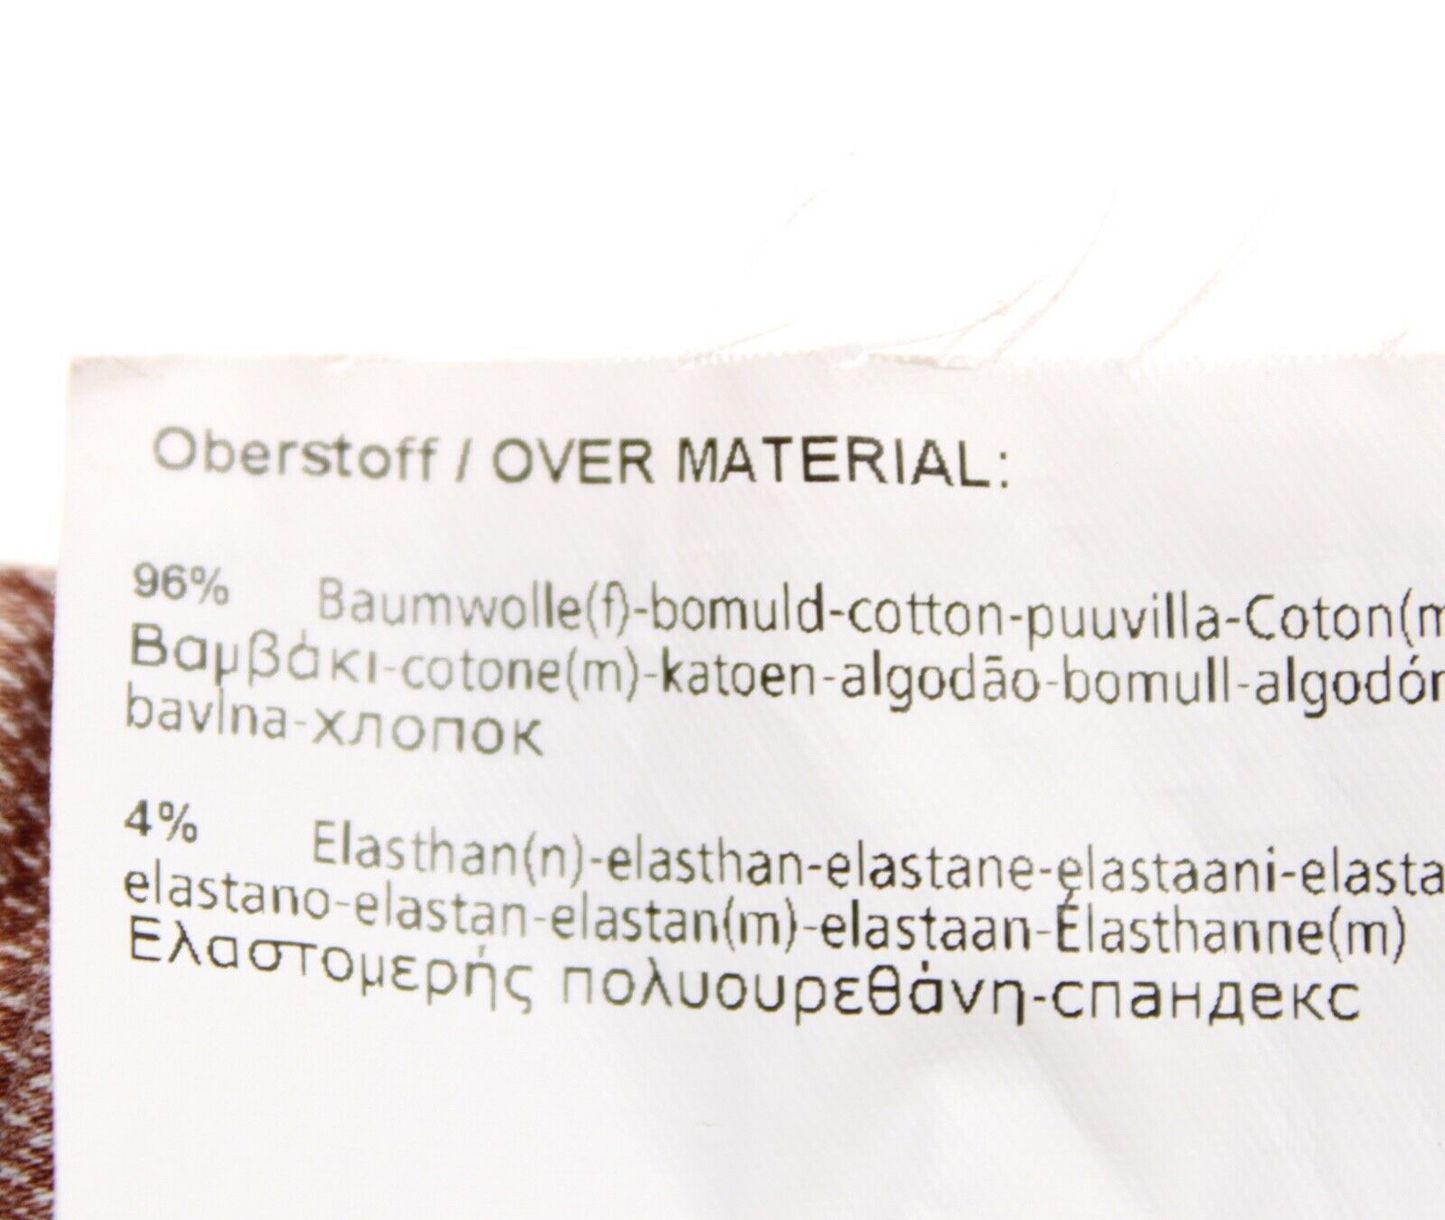 Oberstoff / OVER MATERIAL:
96% Baumwolle(f)-bomuld-cotton-puuvilla-Coton(m
Βαμβάκι-cotone(m)-katoen-algodão-bomull-algodón
bavlna-хлопок
4% Elasthan(n)-elasthan-elastane-elastaani-elasta
elastano-elastan-elastan(m)-elastaan-Élasthanne(m)
Ελαστομερής πολυουρεθάνη-спандекс